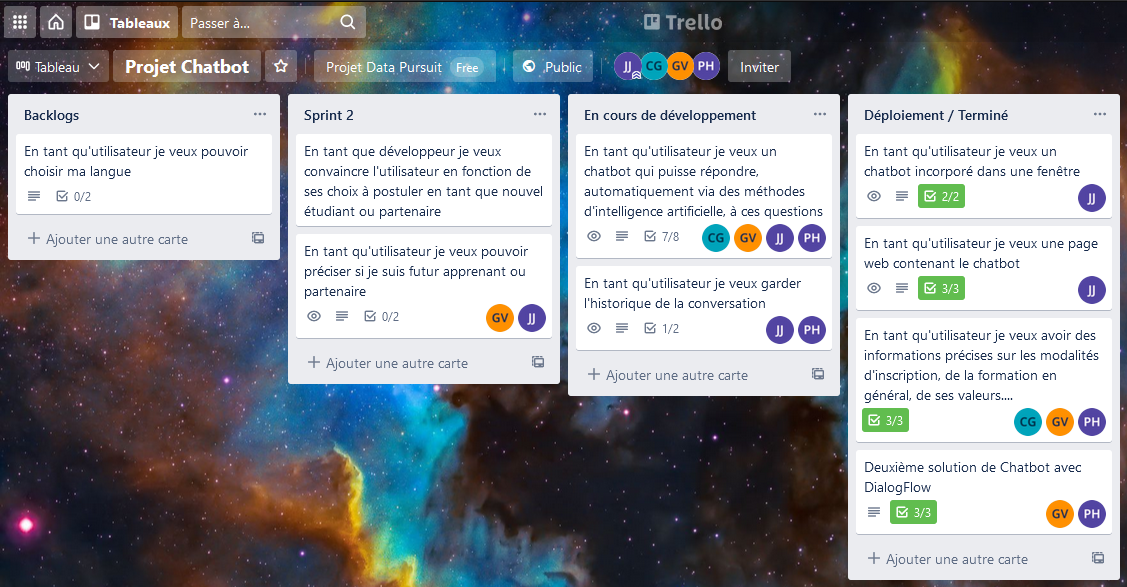 Tableaux
Passer à...
Trello
Tableau
Projet Chatbot
Projet Data Pursuit Free
Public
JJ CG GV PH
Inviter
Backlogs
En tant qu'utilisateur je veux pouvoir
choisir ma langue
0/2
Ajouter une autre carte
Sprint 2
En tant que développeur je veux
convaincre l'utilisateur en fonction de
ses choix à postuler en tant que nouvel
étudiant ou partenaire
En tant qu'utilisateur je veux pouvoir
préciser si je suis futur apprenant ou
partenaire
0/2
GV JJ
Ajouter une autre carte
En cours de développement
En tant qu'utilisateur je veux un
chatbot qui puisse répondre,
automatiquement via des méthodes
d'intelligence artificielle, à ces questions
7/8
CG GV JJ PH
En tant qu'utilisateur je veux garder
l'historique de la conversation
1/2
JJ PH
Ajouter une autre carte
Déploiement / Terminé
En tant qu'utilisateur je veux un
chatbot incorporé dans une fenêtre
2/2
JJ
En tant qu'utilisateur je veux une page
web contenant le chatbot
3/3
JJ
En tant qu'utilisateur je veux avoir des
informations précises sur les modalités
d'inscription, de la formation en
général, de ses valeurs....
3/3
CG GV PH
Deuxième solution de Chatbot avec
DialogFlow
3/3
GV PH
Ajouter une autre carte